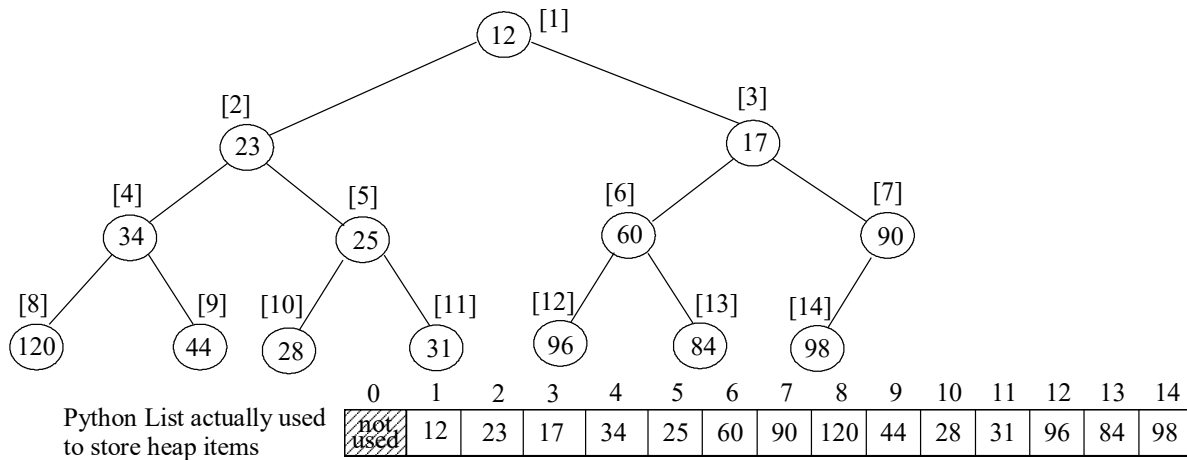 12 [1]
[2] [3]
23 17
[4] [5] [6] [7]
34 25 60 90
[8] [9] [10] [11] [12] [13] [14]
120 44 28 31 96 84 98
0 1 2 3 4 5 6 7 8 9 10 11 12 13 14
Python List actually used
to store heap items
not
used
12 23 17 34 25 60 90 120 44 28 31 96 84 98